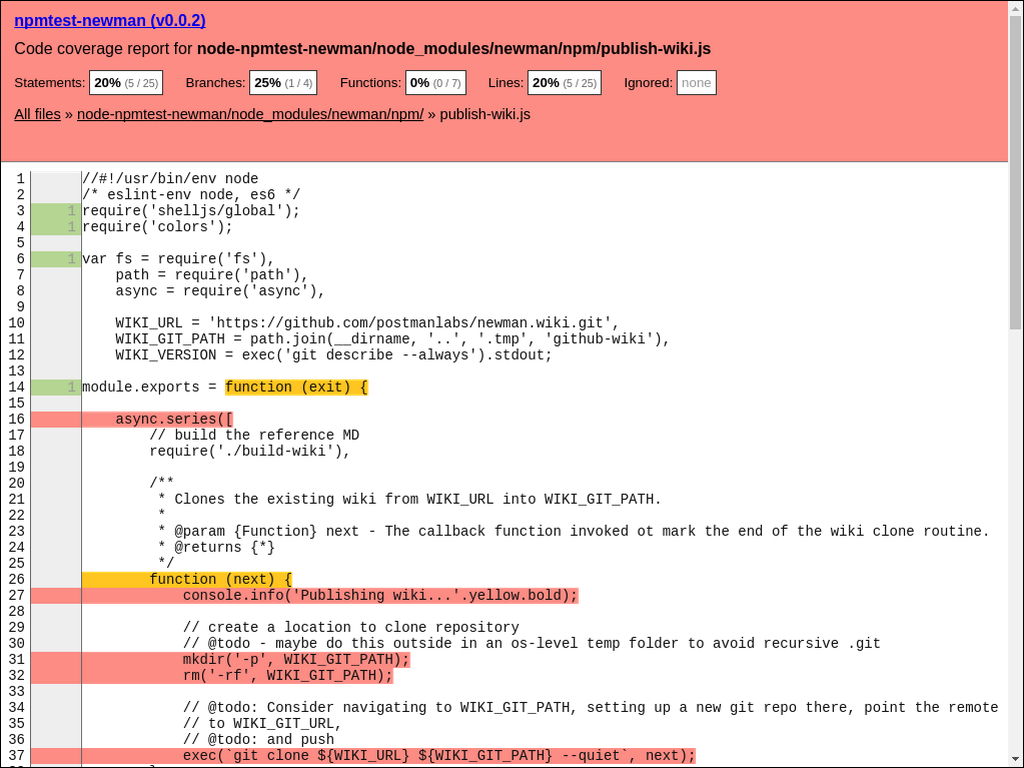 npmtest-newman (v0.0.2)
Code coverage report for node-npmtest-newman/node_modules/newman/npm/publish-wiki.js
Statements: 20% (5 / 25) Branches: 25% (1 / 4) Functions: 0% (0 / 7) Lines: 20% (5 / 25) Ignored: none
All files » node-npmtest-newman/node_modules/newman/npm/ » publish-wiki.js
1 //#!/usr/bin/env node
2 /* eslint-env node, es6 */
3 1 require('shelljs/global');
4 1 require('colors');
5
6 1 var fs = require('fs'),
7 path = require('path'),
8 async = require('async'),
9
10 WIKI_URL = 'https://github.com/postmanlabs/newman.wiki.git',
11 WIKI_GIT_PATH = path.join(__dirname, '..', '.tmp', 'github-wiki'),
12 WIKI_VERSION = exec('git describe --always').stdout;
13
14 1 module.exports = function (exit) {
15
16 async.series([
17 // build the reference MD
18 require('./build-wiki'),
19
20 /**
21 * Clones the existing wiki from WIKI_URL into WIKI_GIT_PATH.
22 *
23 * @param {Function} next - The callback function invoked ot mark the end of the wiki clone routine.
24 * @returns {*}
25 */
26 function (next) {
27 console.info('Publishing wiki...'.yellow.bold);
28
29 // create a location to clone repository
30 // @todo - maybe do this outside in an os-level temp folder to avoid recursive .git
31 mkdir('-p', WIKI_GIT_PATH);
32 rm('-rf', WIKI_GIT_PATH);
33
34 // @todo: Consider navigating to WIKI_GIT_PATH, setting up a new git repo there, point the remote
35 // to WIKI_GIT_URL,
36 // @todo: and push
37 exec(`git clone ${WIKI_URL} ${WIKI_GIT_PATH} --quiet`, next);